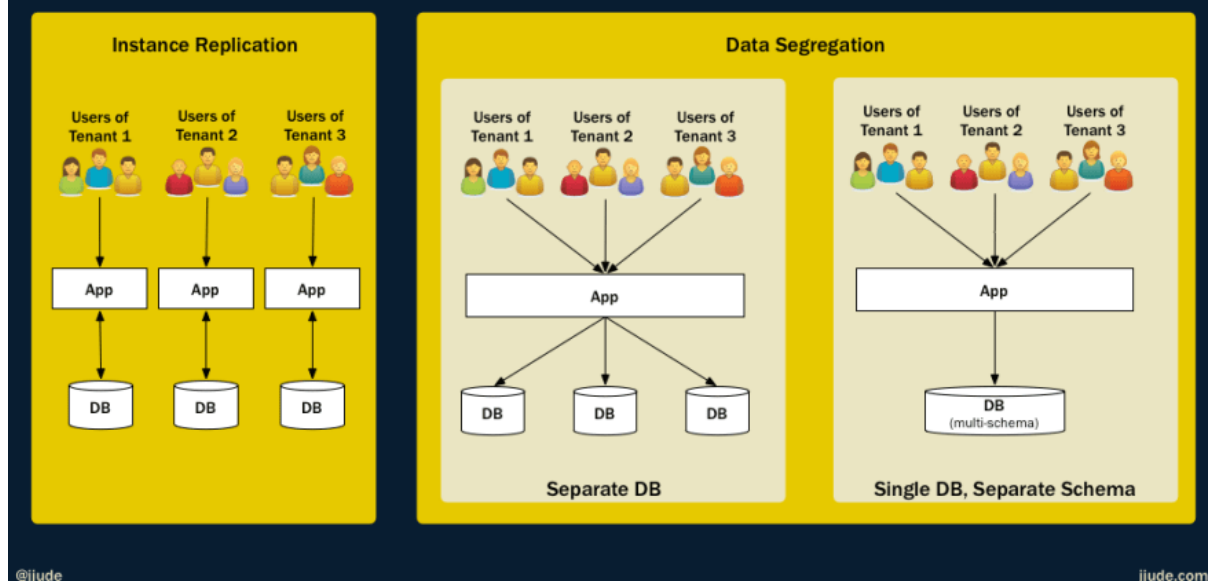 Instance Replication
Users of
Tenant 1
Users of
Tenant 2
Users of
Tenant 3
App
App
App
DB
DB
DB
Data Segregation
Users of
Tenant 1
Users of
Tenant 2
Users of
Tenant 3
App
DB
DB
DB
Separate DB
Users of
Tenant 1
Users of
Tenant 2
Users of
Tenant 3
App
DB
(multi-schema)
Single DB, Separate Schema
@jjude
jjude.com